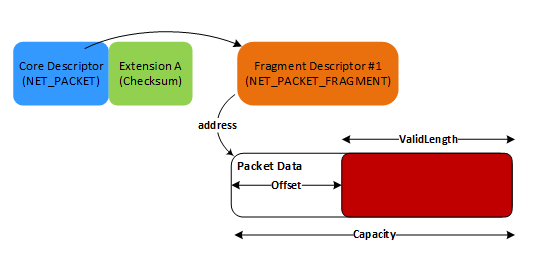 Core Descriptor
(NET_PACKET)
Extension A
(Checksum)
Fragment Descriptor #1
(NET_PACKET_FRAGMENT)
address
ValidLength
Packet Data
Offset
Capacity